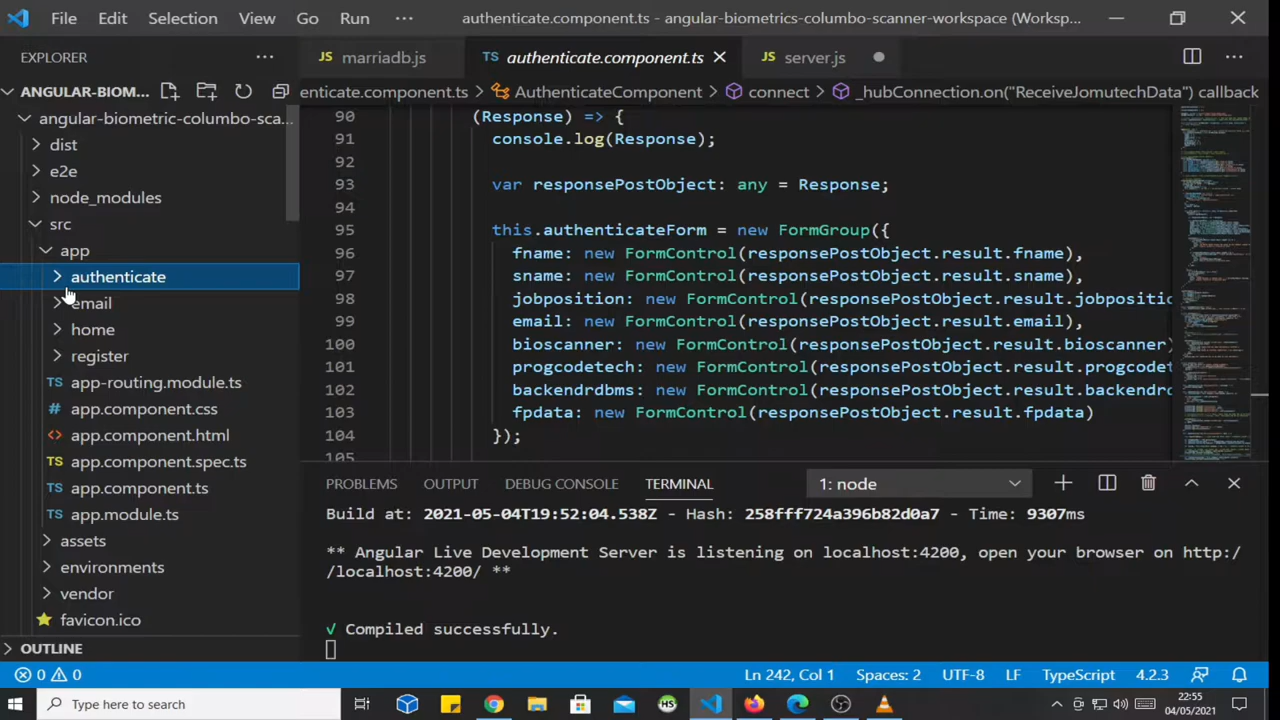 File Edit Selection View Go Run ··· authenticate.component.ts - angular-biometrics-columbo-scanner-workspace (Worksp...
EXPLORER ···
JS marriadb.js TS authenticate.component.ts JS server.js ···
ANGULAR-BIOM...
enticate.component.ts > AuthenticateComponent > connect > _hubConnection.on("ReceiveJomutechData") callback
angular-biometric-columbo-sca...
dist
e2e
node_modules
src
app
authenticate
email
home
register
TS app-routing.module.ts
# app.component.css
<> app.component.html
TS app.component.spec.ts
TS app.component.ts
TS app.module.ts
assets
environments
vendor
favicon.ico
OUTLINE
90 (Response) => {
91 console.log(Response);
92
93 var responsePostObject: any = Response;
94
95 this.authenticateForm = new FormGroup({
96 fname: new FormControl(responsePostObject.result.fname),
97 sname: new FormControl(responsePostObject.result.sname),
98 jobposition: new FormControl(responsePostObject.result.jobpositio
99 email: new FormControl(responsePostObject.result.email),
100 bioscanner: new FormControl(responsePostObject.result.bioscanner)
101 progcodetech: new FormControl(responsePostObject.result.progcodet
102 backendrdbms: new FormControl(responsePostObject.result.backendrd
103 fpdata: new FormControl(responsePostObject.result.fpdata)
104 });
105
PROBLEMS OUTPUT DEBUG CONSOLE TERMINAL 1: node
Build at: 2021-05-04T19:52:04.538Z - Hash: 258fff724a396b82d0a7 - Time: 9307ms
** Angular Live Development Server is listening on localhost:4200, open your browser on http:/
/localhost:4200/ **
√ Compiled successfully.
0 0 Ln 242, Col 1 Spaces: 2 UTF-8 LF TypeScript 4.2.3
Type here to search HS 22:55
04/05/2021